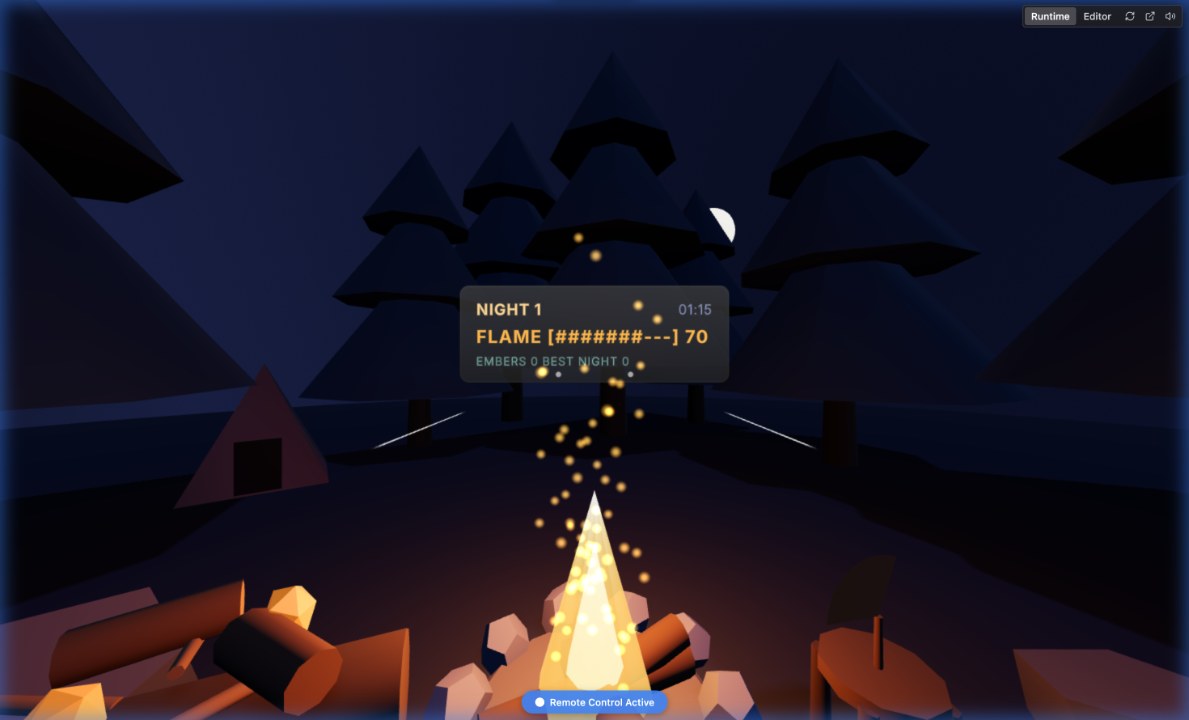 Runtime Editor
NIGHT 1 01:15
FLAME [#######---] 70
EMBERS 0 BEST NIGHT 0
Remote Control Active